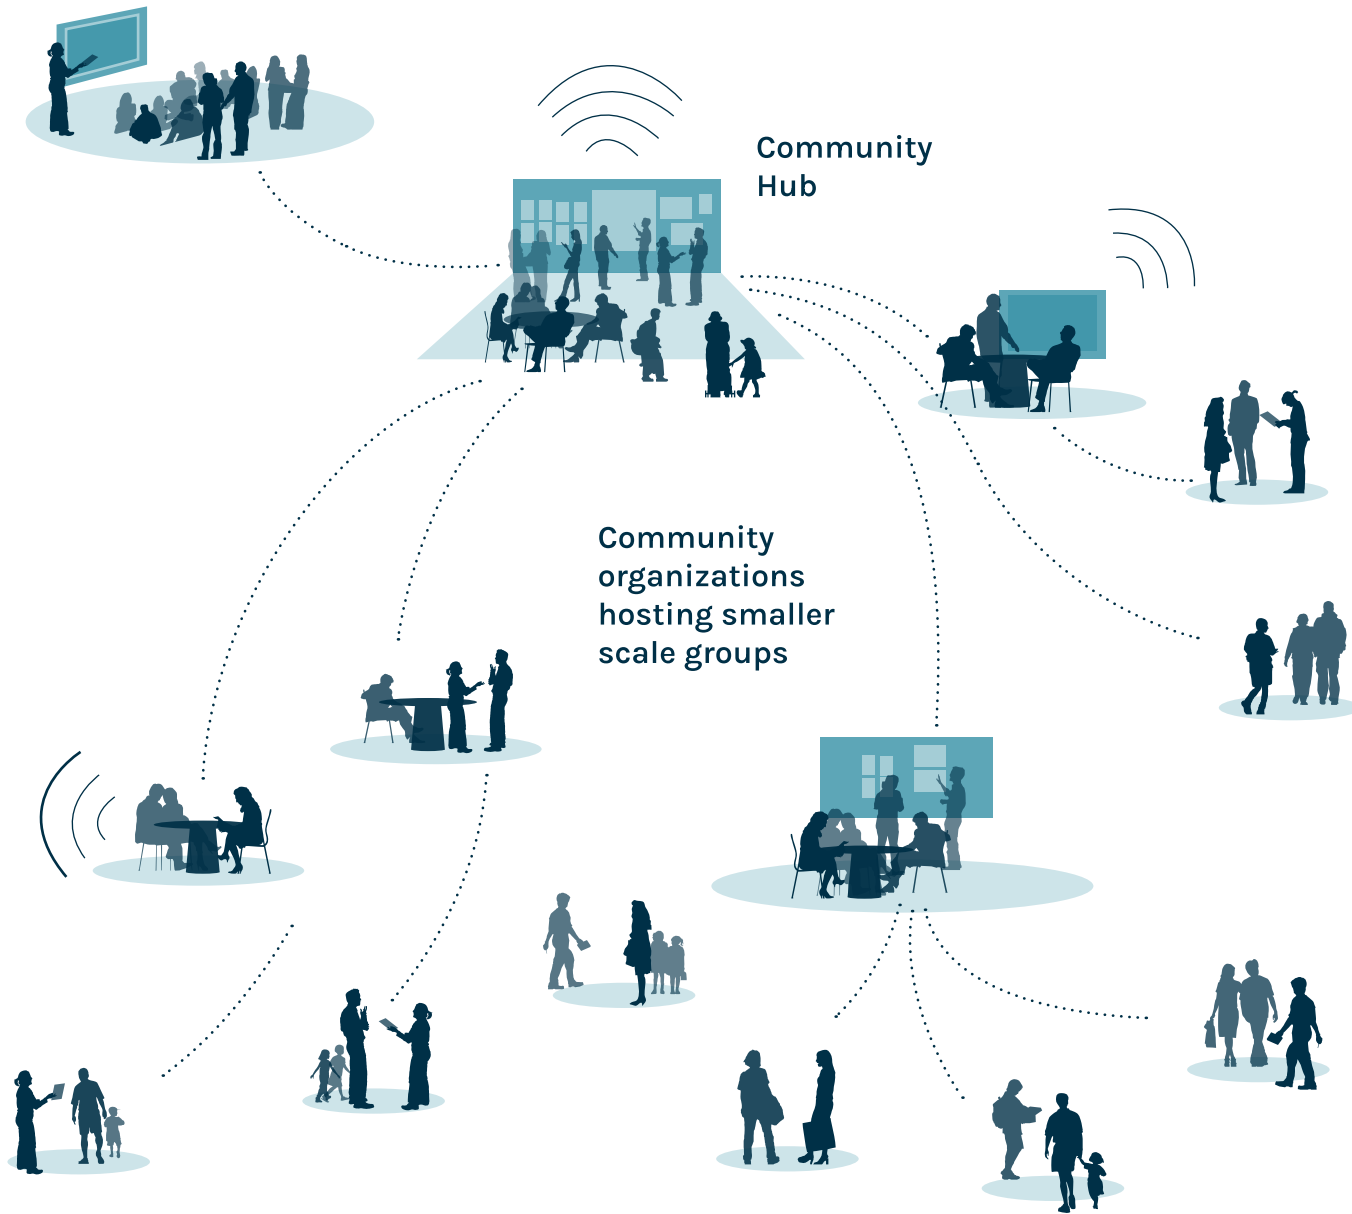 Community
Hub
Community
organizations
hosting smaller
scale groups